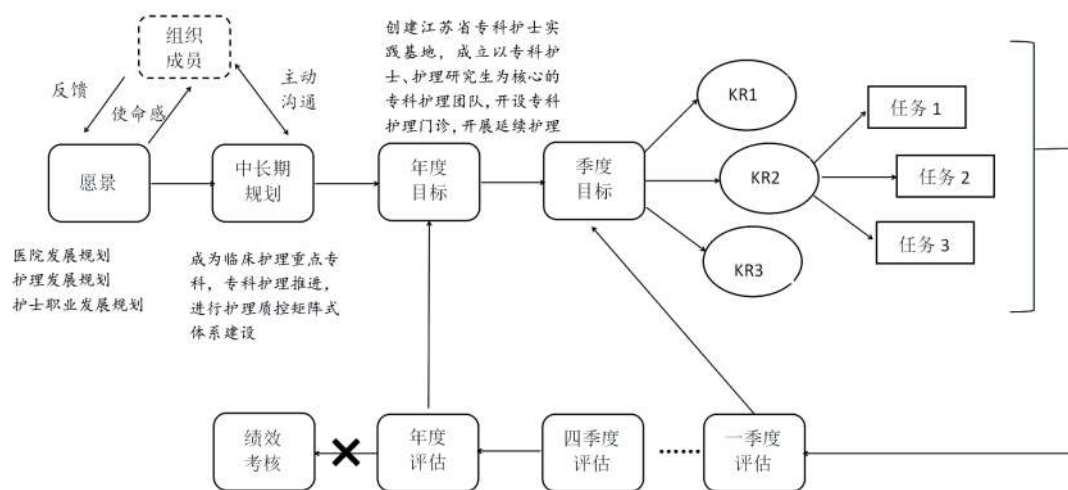 组织
成员
反馈
使命感
主动
沟通
创建江苏省专科护士实
践基地，成立以专科护
士、护理研究生为核心的
专科护理团队,开设专科
护理门诊,开展延续护理
愿景
中长期
规划
年度
目标
季度
目标
KR1
KR2
KR3
任务 1
任务 2
任务 3
医院发展规划
护理发展规划
护士职业发展规划
成为临床护理重点专
科，专科护理推进，
进行护理质控矩阵式
体系建设
绩效
考核
年度
评估
四季度
评估
……
一季度
评估